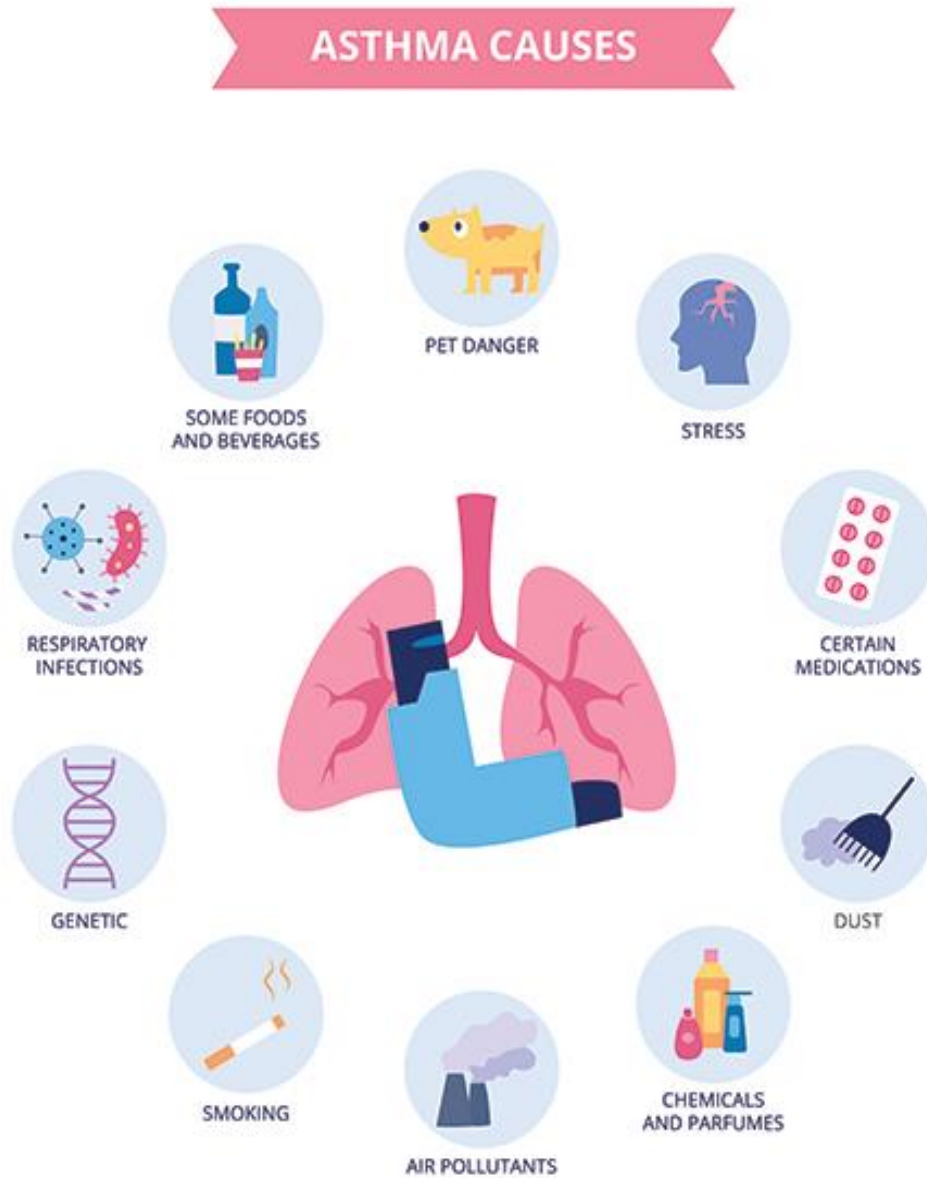 ASTHMA CAUSES
PET DANGER
STRESS
CERTAIN
MEDICATIONS
DUST
CHEMICALS
AND PARFUMES
AIR POLLUTANTS
SMOKING
GENETIC
RESPIRATORY
INFECTIONS
SOME FOODS
AND BEVERAGES